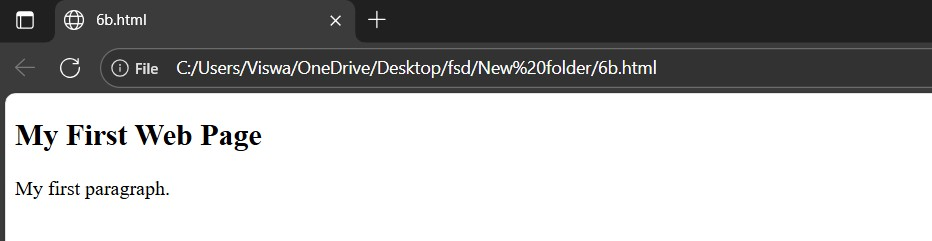 6b.html
File C:/Users/Viswa/OneDrive/Desktop/fsd/New%20folder/6b.html
My First Web Page
My first paragraph.